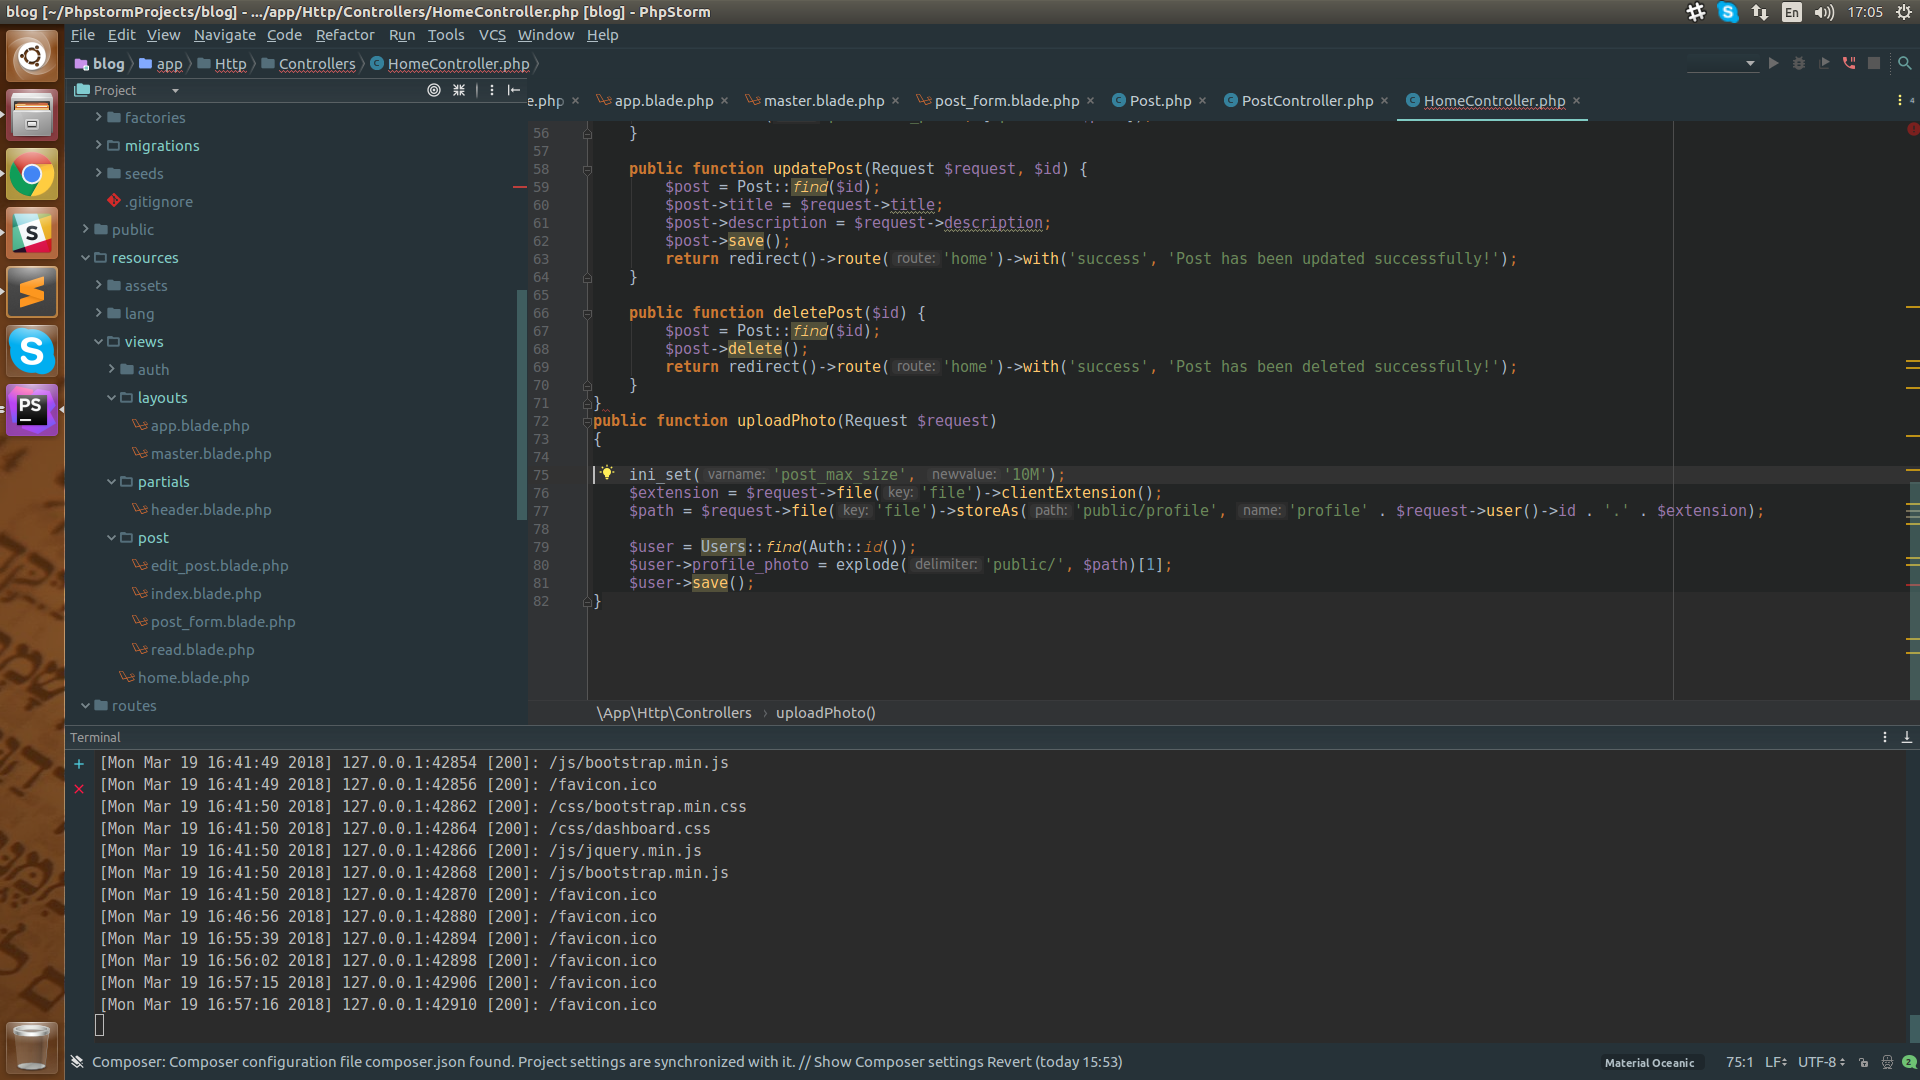 blog [~/PhpstormProjects/blog] - .../app/Http/Controllers/HomeController.php [blog] - PhpStorm
En 17:05
File Edit View Navigate Code Refactor Run Tools VCS Window Help
blog app Http Controllers HomeController.php
Project
e.php app.blade.php master.blade.php post_form.blade.php Post.php PostController.php HomeController.php
factories
migrations
seeds
.gitignore
public
resources
assets
lang
views
auth
layouts
app.blade.php
master.blade.php
partials
header.blade.php
post
edit_post.blade.php
index.blade.php
post_form.blade.php
read.blade.php
home.blade.php
routes
56 }
57
58 public function updatePost(Request $request, $id) {
59 $post = Post::find($id);
60 $post->title = $request->title;
61 $post->description = $request->description;
62 $post->save();
63 return redirect()->route( route: 'home')->with('success', 'Post has been updated successfully!');
64 }
65
66 public function deletePost($id) {
67 $post = Post::find($id);
68 $post->delete();
69 return redirect()->route( route: 'home')->with('success', 'Post has been deleted successfully!');
70 }
71 }
72 public function uploadPhoto(Request $request)
73 {
74
75 ini_set( varname: 'post_max_size', newvalue: '10M');
76 $extension = $request->file( key: 'file')->clientExtension();
77 $path = $request->file( key: 'file')->storeAs( path: 'public/profile', name: 'profile' . $request->user()->id . '.' . $extension);
78
79 $user = Users::find(Auth::id());
80 $user->profile_photo = explode( delimiter: 'public/', $path)[1];
81 $user->save();
82 }
\App\Http\Controllers › uploadPhoto()
Terminal
[Mon Mar 19 16:41:49 2018] 127.0.0.1:42854 [200]: /js/bootstrap.min.js
[Mon Mar 19 16:41:49 2018] 127.0.0.1:42856 [200]: /favicon.ico
[Mon Mar 19 16:41:50 2018] 127.0.0.1:42862 [200]: /css/bootstrap.min.css
[Mon Mar 19 16:41:50 2018] 127.0.0.1:42864 [200]: /css/dashboard.css
[Mon Mar 19 16:41:50 2018] 127.0.0.1:42866 [200]: /js/jquery.min.js
[Mon Mar 19 16:41:50 2018] 127.0.0.1:42868 [200]: /js/bootstrap.min.js
[Mon Mar 19 16:41:50 2018] 127.0.0.1:42870 [200]: /favicon.ico
[Mon Mar 19 16:46:56 2018] 127.0.0.1:42880 [200]: /favicon.ico
[Mon Mar 19 16:55:39 2018] 127.0.0.1:42894 [200]: /favicon.ico
[Mon Mar 19 16:56:02 2018] 127.0.0.1:42898 [200]: /favicon.ico
[Mon Mar 19 16:57:15 2018] 127.0.0.1:42906 [200]: /favicon.ico
[Mon Mar 19 16:57:16 2018] 127.0.0.1:42910 [200]: /favicon.ico
Composer: Composer configuration file composer.json found. Project settings are synchronized with it. // Show Composer settings Revert (today 15:53)
Material Oceanic 75:1 LF UTF-8 2